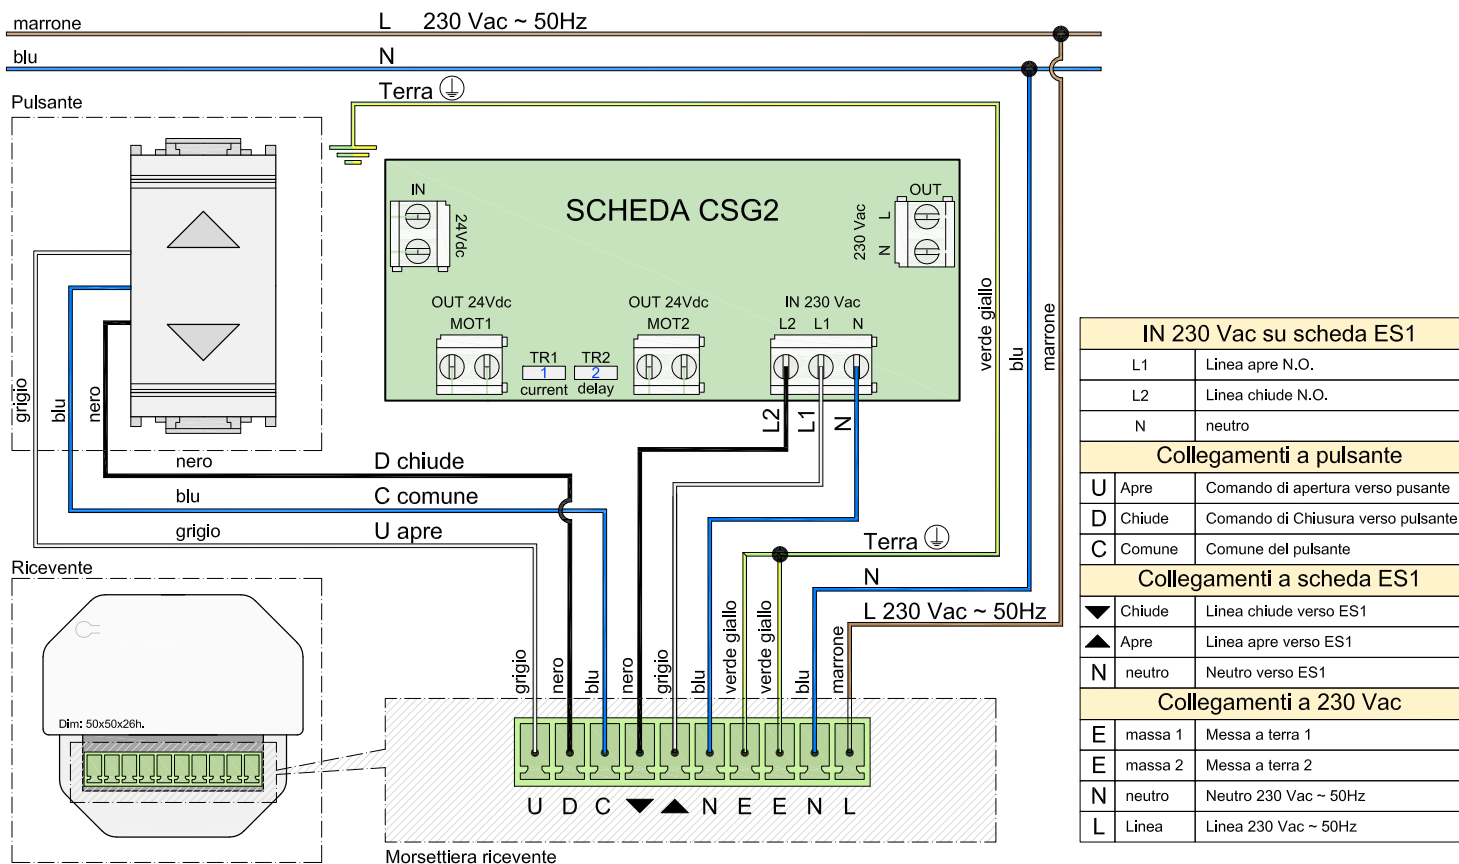 marrone
L 230 Vac ~ 50Hz
blu
N
Terra
Pulsante
SCHEDA CSG2
IN
24Vdc
OUT
230 Vac
L
N
OUT 24Vdc
MOT1
TR1
1
current
TR2
2
delay
OUT 24Vdc
MOT2
IN 230 Vac
L2 L1 N
L2
L1
N
verde giallo
blu
marrone
grigio
blu
nero
nero
D chiude
blu
C comune
grigio
U apre
Terra
N
L 230 Vac ~ 50Hz
Ricevente
Dim: 50x50x26h.
grigio
nero
blu
nero
grigio
blu
verde giallo
verde giallo
blu
marrone
U D C N E E N L
Morsettiera ricevente
IN 230 Vac su scheda ES1
L1 Linea apre N.O.
L2 Linea chiude N.O.
N neutro
Collegamenti a pulsante
U Apre Comando di apertura verso pusante
D Chiude Comando di Chiusura verso pulsante
C Comune Comune del pulsante
Collegamenti a scheda ES1
Chiude Linea chiude verso ES1
Apre Linea apre verso ES1
N neutro Neutro verso ES1
Collegamenti a 230 Vac
E massa 1 Messa a terra 1
E massa 2 Messa a terra 2
N neutro Neutro 230 Vac ~ 50Hz
L Linea Linea 230 Vac ~ 50Hz